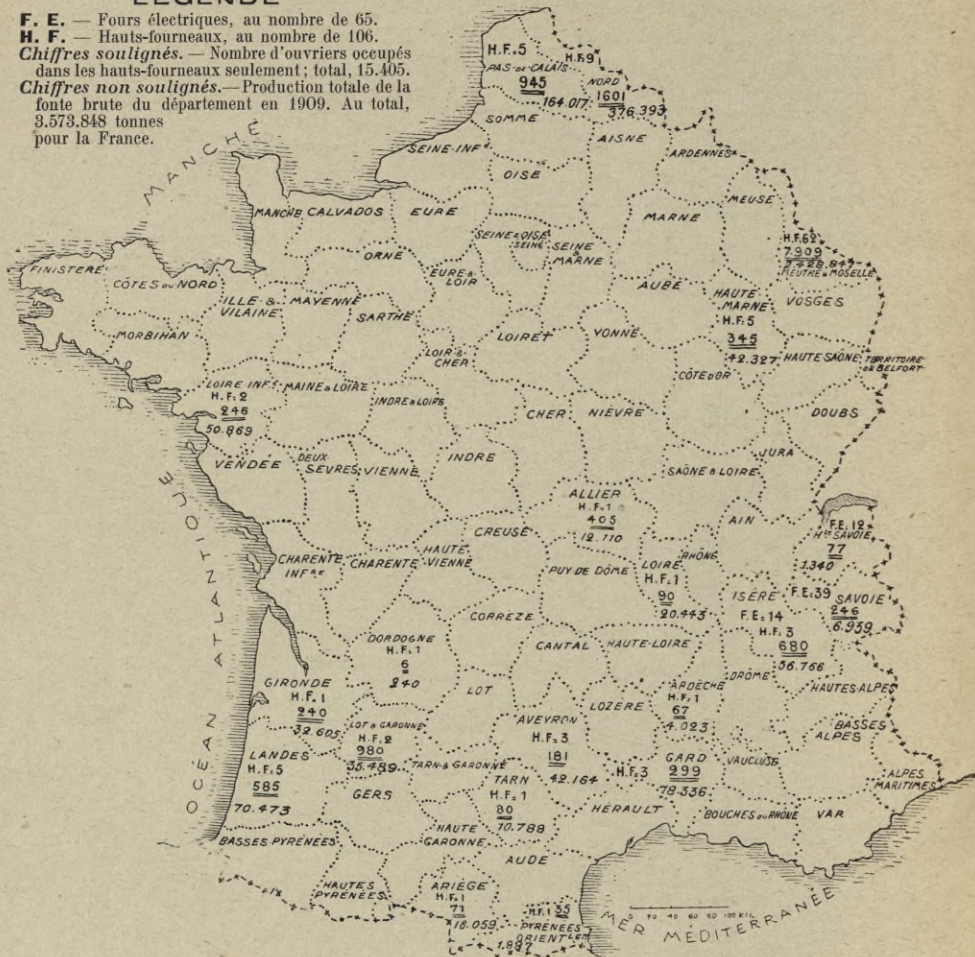 LÉGENDE
F. E. — Fours électriques, au nombre de 65.
H. F. — Hauts-fourneaux, au nombre de 106.
Chiffres soulignés. — Nombre d'ouvriers occupés
dans les hauts-fourneaux seulement ; total, 15.405.
Chiffres non soulignés. — Production totale de la
fonte brute du département en 1909. Au total,
3.573.848 tonnes
pour la France.
MANCHE
H.F. 5
PAS-DE-CALAIS
945
164.017
H.F. 9
NORD
1601
376.393
SOMME
SEINE-INFre
AISNE
ARDENNES
OISE
MEUSE
MANCHE
CALVADOS
EURE
SEINE & OISE
SEINE
SEINE & MARNE
MARNE
H.F. 62
7.909
MEURTHE & MOSELLE
ORNE
FINISTERE
CÔTES DU NORD
ILLE-&-VILAINE
MAYENNE
EURE & LOIR
AUBE
HAUTE MARNE
H.F. 5
345
42.327
VOSGES
MORBIHAN
SARTHE
LOIRET
YONNE
LOIR-&-CHER
CÔTE D'OR
HAUTE SAÔNE
TERRITOIRE DE BELFORT
LOIRE INFre
H.F. 2
246
50.869
MAINE & LOIRE
INDRE & LOIRE
CHER
NIÈVRE
DOUBS
JURA
VENDÉE
DEUX SEVRES
VIENNE
INDRE
SAÔNE & LOIRE
ALLIER
H.F. 1
405
12.110
AIN
F.E. 12
Hte SAVOIE
77
1.340
CREUSE
CHARENTE INFre
CHARENTE
HAUTE VIENNE
PUY DE DÔME
LOIRE
H.F. 1
90
20.443
RHÔNE
ISÈRE
F.E. 14
H.F. 3
680
F.E. 39
SAVOIE
246
6.939
CORREZE
DORDOGNE
H.F. 1
6
240
CANTAL
HAUTE-LOIRE
DRÔME
HAUTES-ALPES
GIRONDE
H.F. 1
240
32.605
LOT
LOZÈRE
ARDÈCHE
H.F. 1
67
4.023
LOT & GARONNE
H.F. 2
980
35.489
AVEYRON
H.F. 3
181
42.164
BASSES ALPES
LANDES
H.F. 5
585
70.473
TARN & GARONNE
H.F. 3
GARD
299
78.336
VAUCLUSE
ALPES MARITIMES
GERS
TARN
H.F. 1
80
10.788
HÉRAULT
BOUCHES DU RHÔNE
VAR
BASSES PYRÉNÉES
HAUTE GARONNE
AUDE
HAUTES PYRÉNÉES
ARIÈGE
H.F. 1
71
H.F. 1
35
PYRÉNÉES ORIENTLES
OCÉAN ATLANTIQUE
MER MÉDITERRANÉE